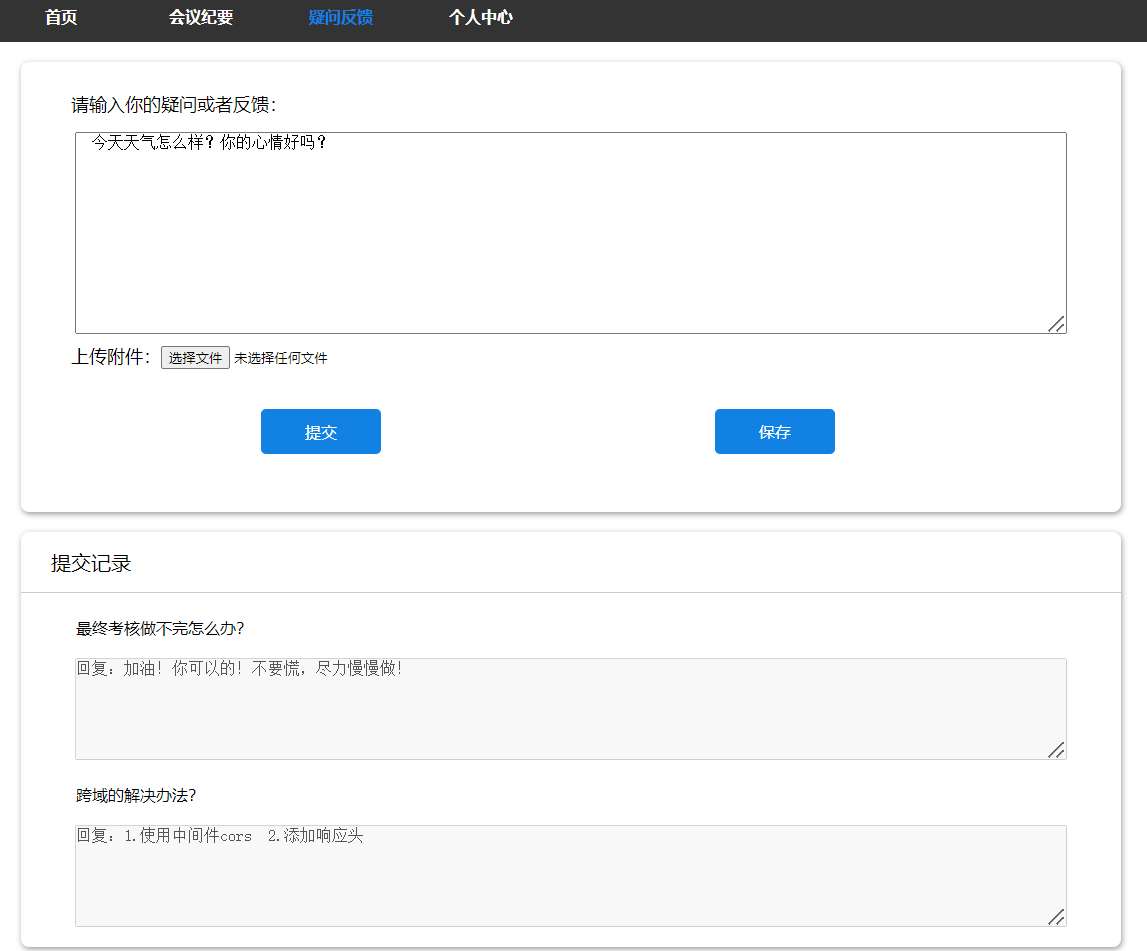 首页 会议纪要 疑问反馈 个人中心
请输入你的疑问或者反馈：
今天天气怎么样？你的心情好吗？
上传附件： 选择文件 未选择任何文件
提交 保存
提交记录
最终考核做不完怎么办？
回复：加油！你可以的！不要慌，尽力慢慢做！
跨域的解决办法？
回复：1.使用中间件cors 2.添加响应头